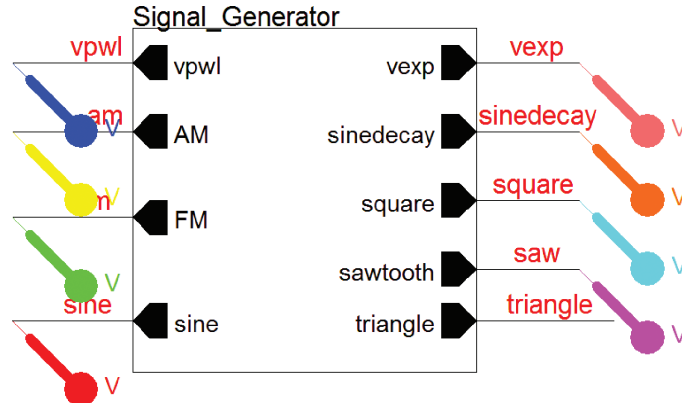 Signal_Generator
vpwl
vpwl
vexp
vexp
am
V
AM
sinedecay
sinedecay
V
m
V
FM
square
square
V
V
sawtooth
saw
V
sine
sine
triangle
triangle
V
V